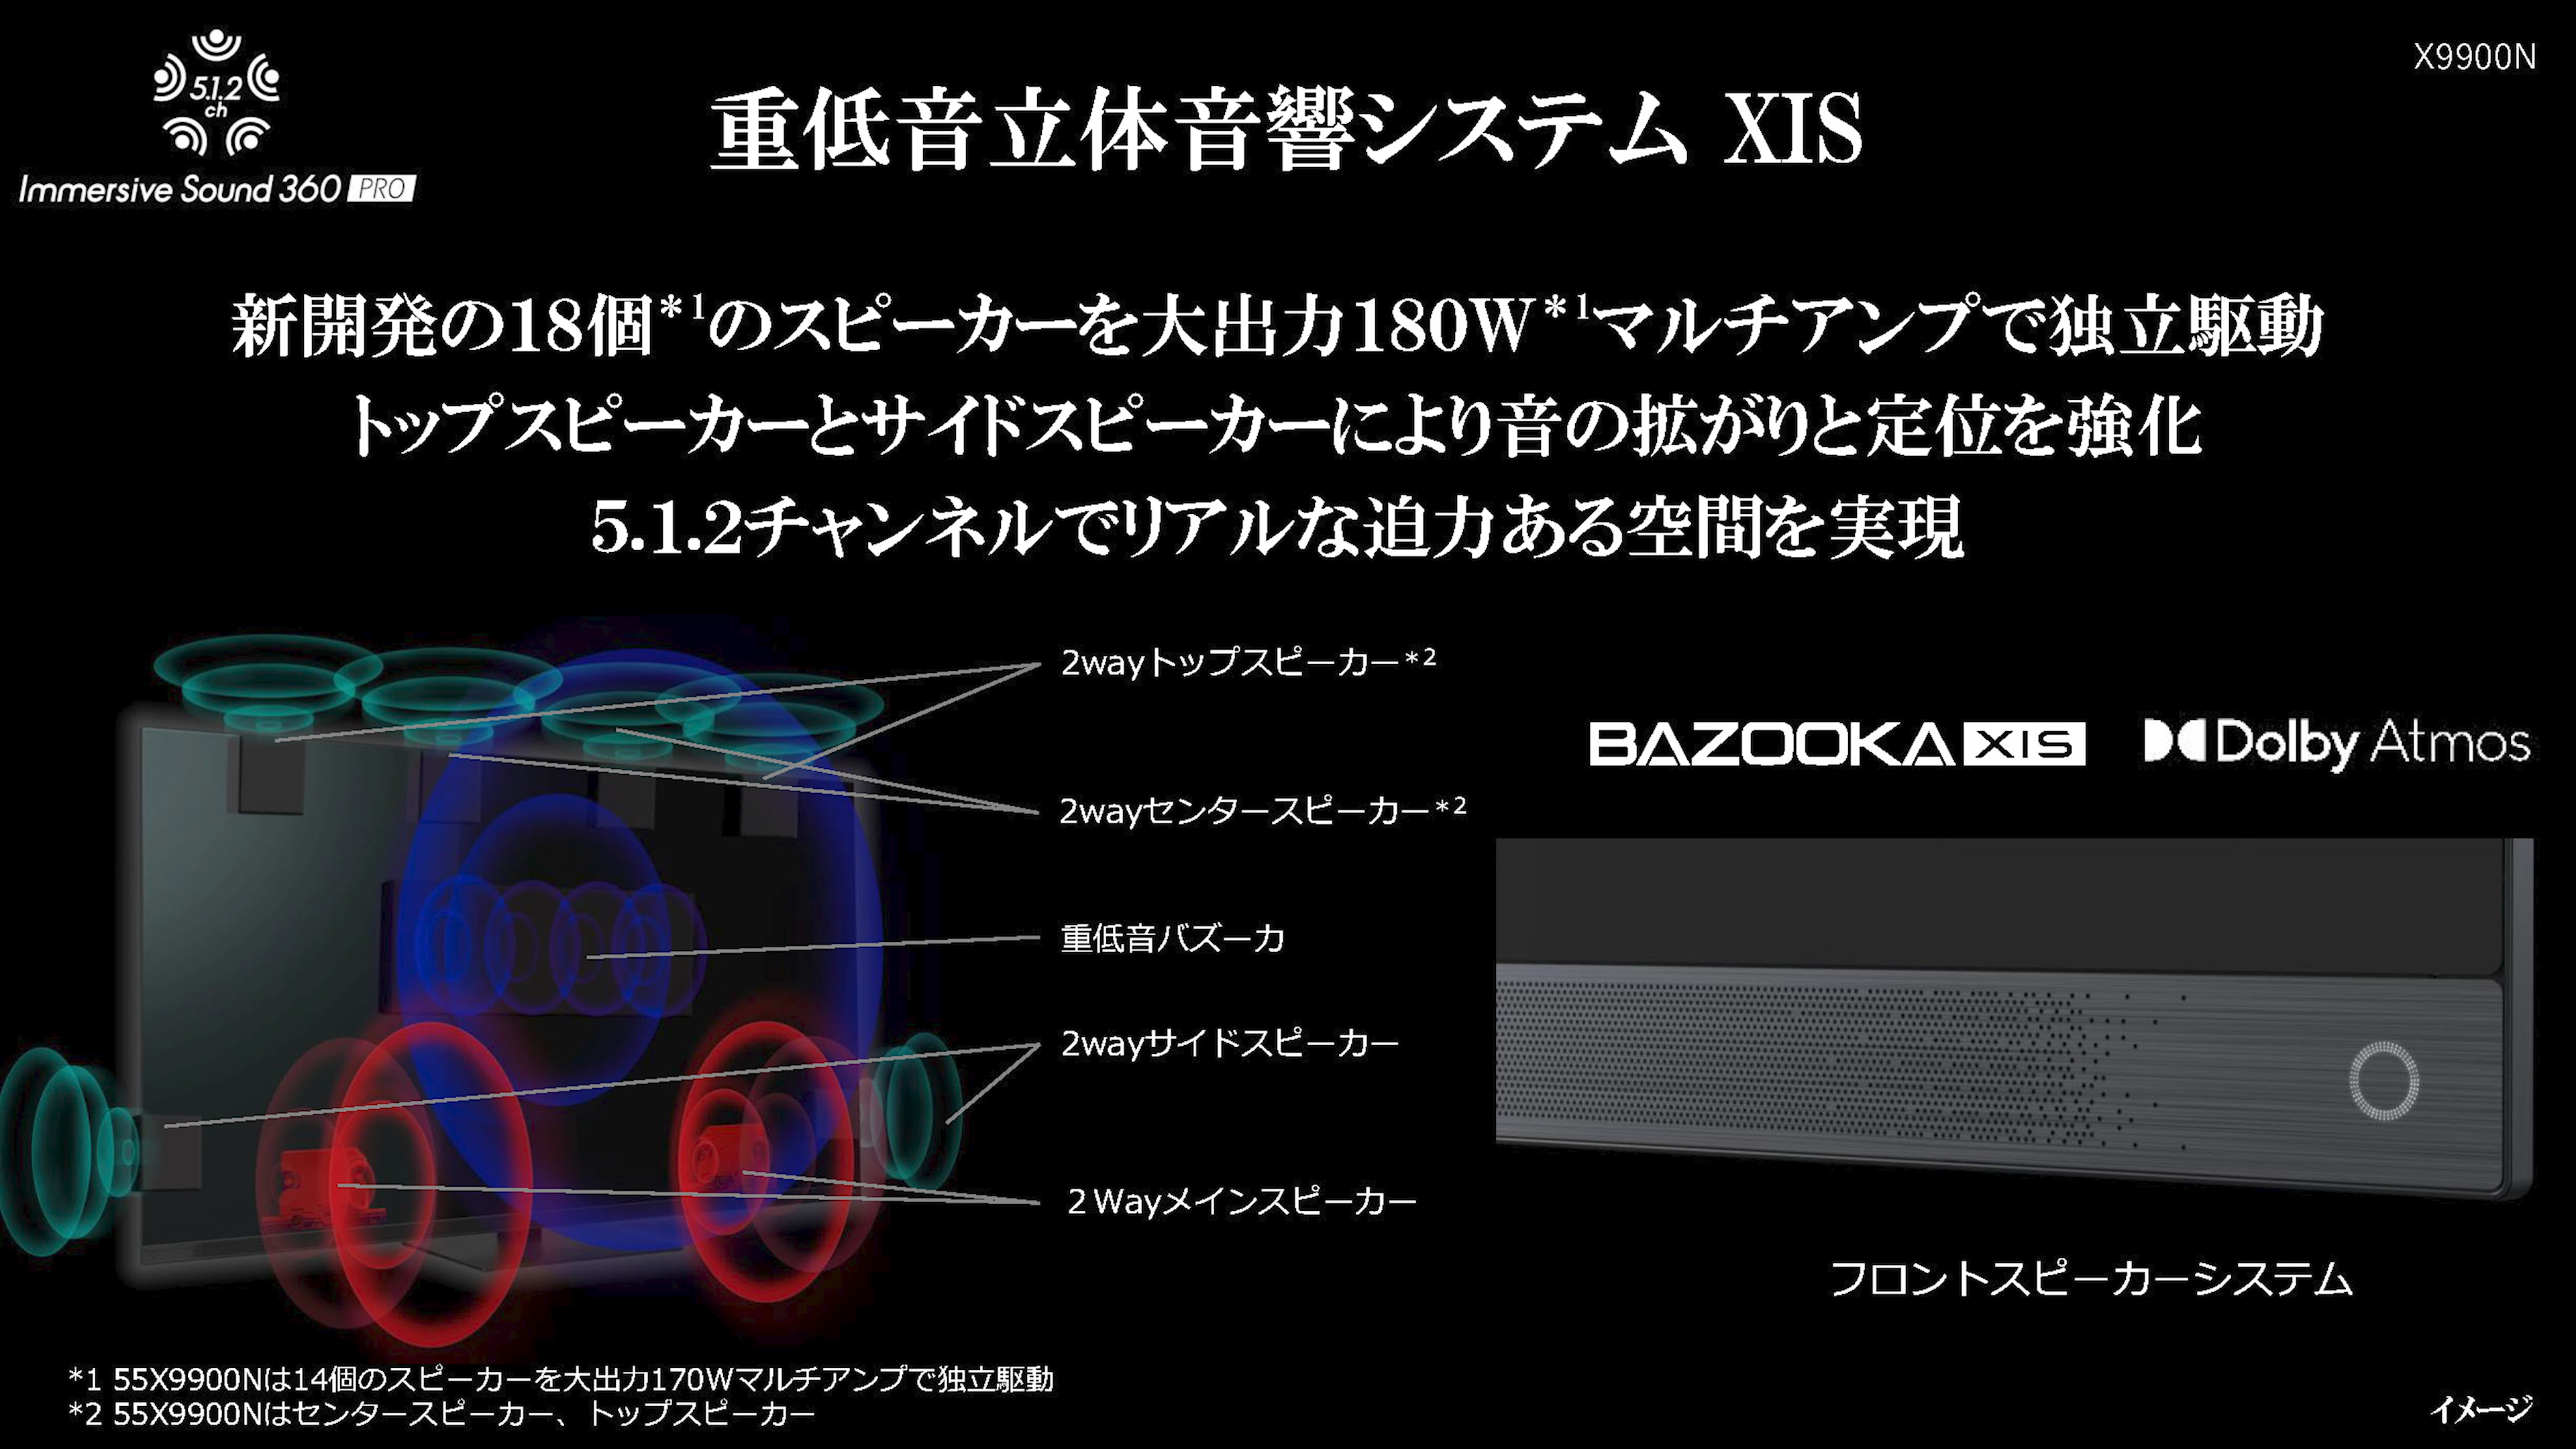 5.1.2
ch
Immersive Sound 360 PRO
X9900N
重低音立体音響システム XIS
新開発の18個*1のスピーカーを大出力180W*1マルチアンプで独立駆動
トップスピーカーとサイドスピーカーにより音の拡がりと定位を強化
5.1.2チャンネルでリアルな迫力ある空間を実現
2wayトップスピーカー*2
2wayセンタースピーカー*2
重低音バズーカ
2wayサイドスピーカー
2 Wayメインスピーカー
BAZOOKA XIS
Dolby Atmos
フロントスピーカーシステム
*1 55X9900Nは14個のスピーカーを大出力170Wマルチアンプで独立駆動
*2 55X9900Nはセンタースピーカー、トップスピーカー
イメージ